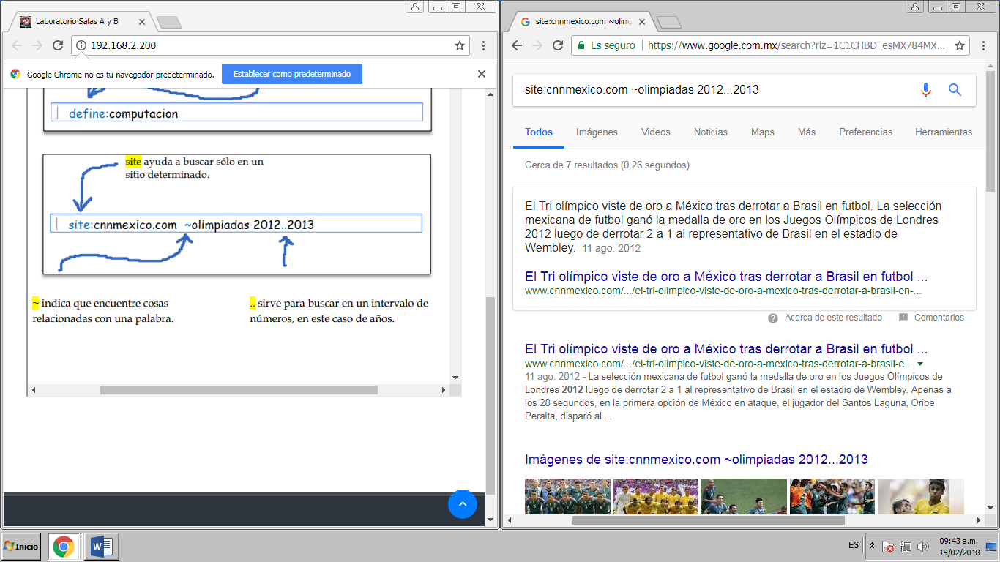 Laboratorio Salas A y B
192.168.2.200
Google Chrome no es tu navegador predeterminado.
Establecer como predeterminado
define:computacion
site ayuda a buscar sólo en un
sitio determinado.
site:cnnmexico.com ~olimpiadas 2012..2013
~ indica que encuentre cosas
relacionadas con una palabra.
.. sirve para buscar en un intervalo de
números, en este caso de años.
site:cnnmexico.com ~olimp
Es seguro
https://www.google.com.mx/search?rlz=1C1CHBD_esMX784MX...
site:cnnmexico.com ~olimpiadas 2012...2013
Todos Imágenes Videos Noticias Maps Más Preferencias Herramientas
Cerca de 7 resultados (0.26 segundos)
El Tri olímpico viste de oro a México tras derrotar a Brasil en futbol. La selección
mexicana de futbol ganó la medalla de oro en los Juegos Olímpicos de Londres
2012 luego de derrotar 2 a 1 al representativo de Brasil en el estadio de
Wembley. 11 ago. 2012
El Tri olímpico viste de oro a México tras derrotar a Brasil en futbol ...
www.cnnmexico.com/.../el-tri-olimpico-viste-de-oro-a-mexico-tras-derrotar-a-brasil-en-...
Acerca de este resultado Comentarios
El Tri olímpico viste de oro a México tras derrotar a Brasil en futbol ...
www.cnnmexico.com/.../el-tri-olimpico-viste-de-oro-a-mexico-tras-derrotar-a-brasil-e...
11 ago. 2012 - La selección mexicana de futbol ganó la medalla de oro en los Juegos Olímpicos de
Londres 2012 luego de derrotar 2 a 1 al representativo de Brasil en el estadio de Wembley. Apenas a
los 28 segundos, en la primera opción de México en ataque, el jugador del Santos Laguna, Oribe
Peralta, disparó al ...
Imágenes de site:cnnmexico.com ~olimpiadas 2012...2013
Inicio
ES
09:43 a.m.
19/02/2018